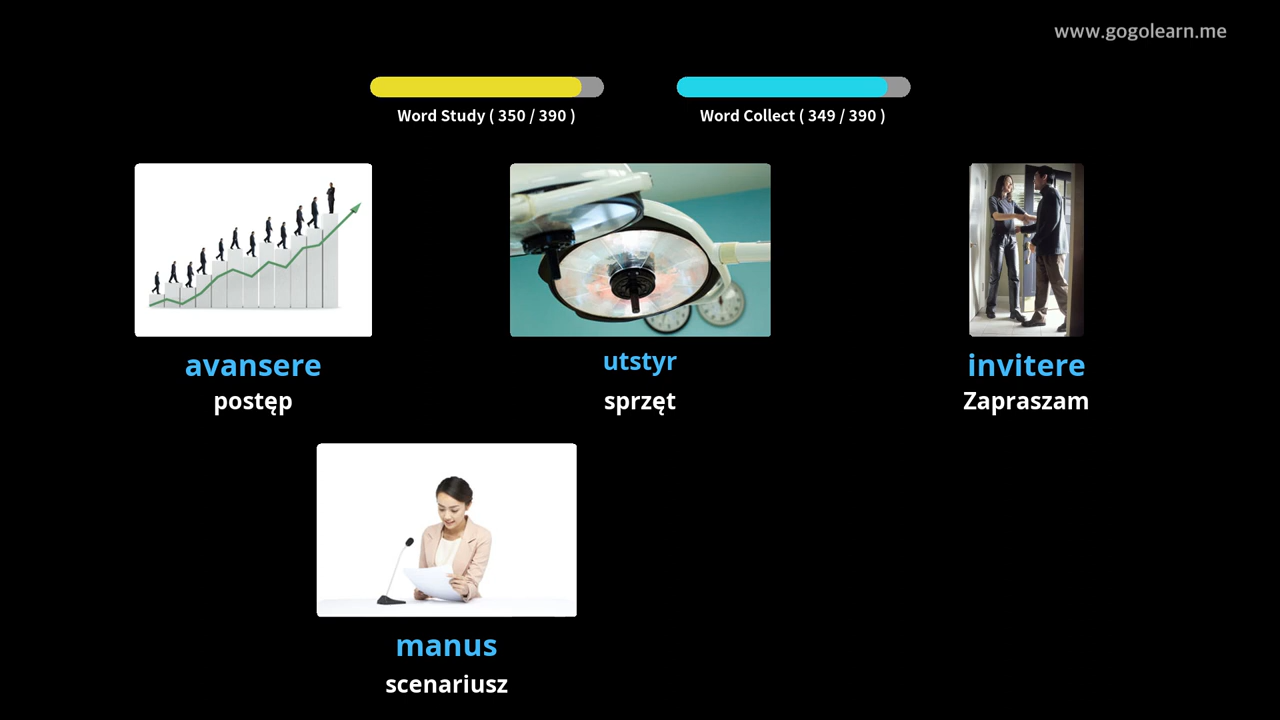 www.gogolearn.me
Word Study ( 350 / 390 )
Word Collect ( 349 / 390 )
avansere
postęp
utstyr
sprzęt
invitere
Zapraszam
manus
scenariusz